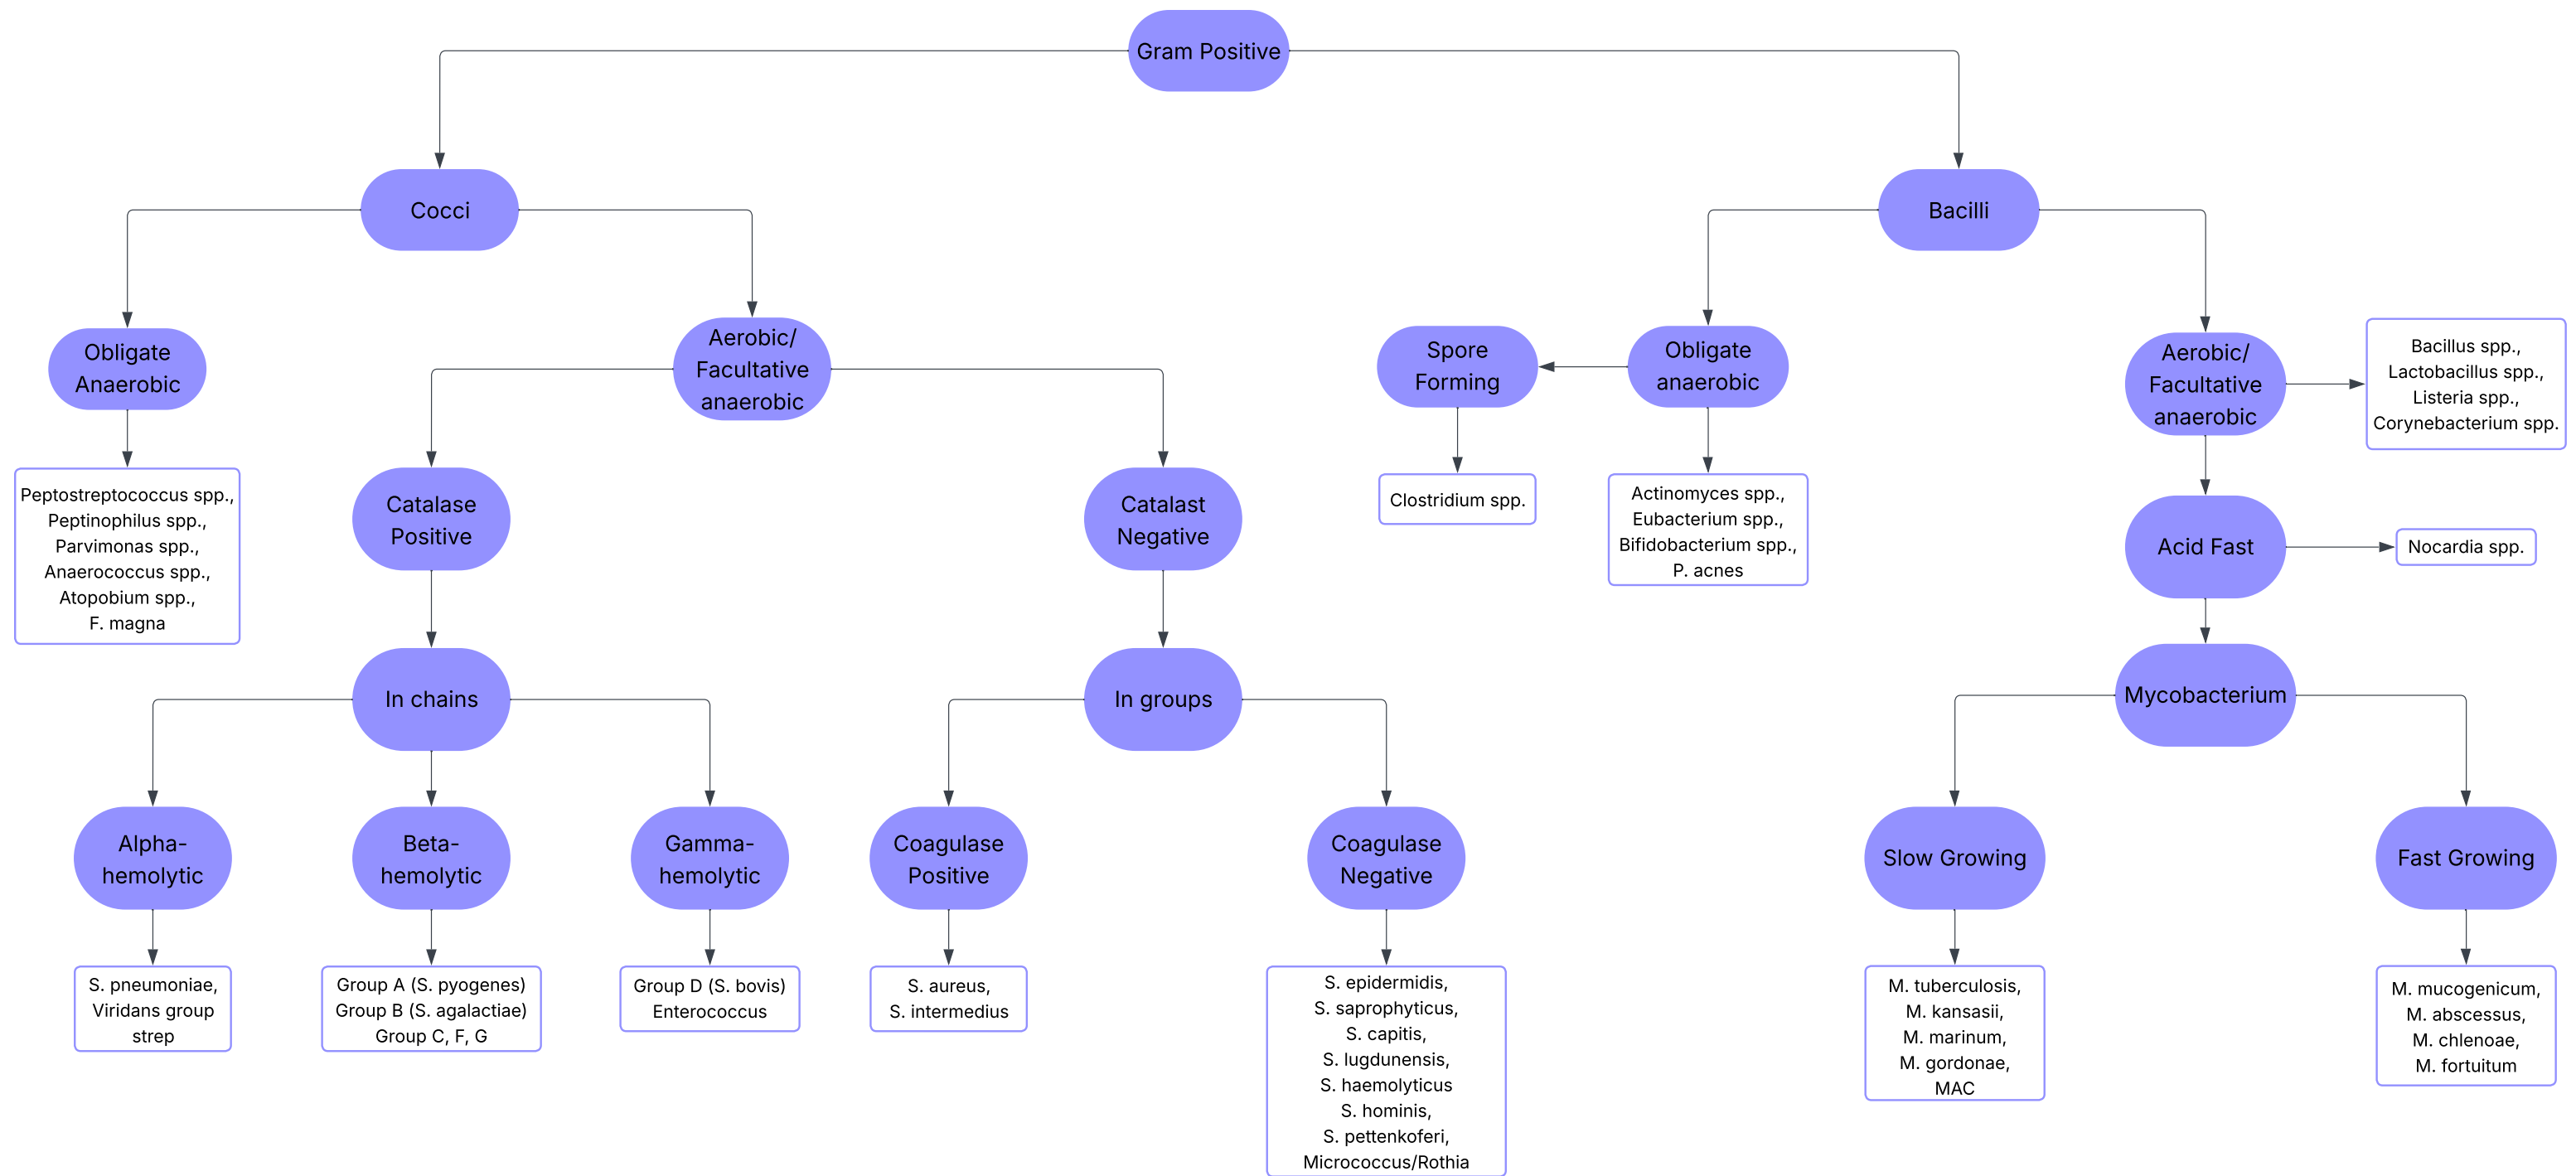 Gram Positive
Cocci
Bacilli
Obligate
Anaerobic
Aerobic/
Facultative
anaerobic
Spore
Forming
Obligate
anaerobic
Aerobic/
Facultative
anaerobic
Bacillus spp.,
Lactobacillus spp.,
Listeria spp.,
Corynebacterium spp.
Peptostreptococcus spp.,
Peptinophilus spp.,
Parvimonas spp.,
Anaerococcus spp.,
Atopobium spp.,
F. magna
Catalase
Positive
Catalast
Negative
Clostridium spp.
Actinomyces spp.,
Eubacterium spp.,
Bifidobacterium spp.,
P. acnes
Acid Fast
Nocardia spp.
In chains
In groups
Mycobacterium
Alpha-
hemolytic
Beta-
hemolytic
Gamma-
hemolytic
Coagulase
Positive
Coagulase
Negative
Slow Growing
Fast Growing
S. pneumoniae,
Viridans group
strep
Group A (S. pyogenes)
Group B (S. agalactiae)
Group C, F, G
Group D (S. bovis)
Enterococcus
S. aureus,
S. intermedius
S. epidermidis,
S. saprophyticus,
S. capitis,
S. lugdunensis,
S. haemolyticus
S. hominis,
S. pettenkoferi,
Micrococcus/Rothia
M. tuberculosis,
M. kansasii,
M. marinum,
M. gordonae,
MAC
M. mucogenicum,
M. abscessus,
M. chlenoae,
M. fortuitum